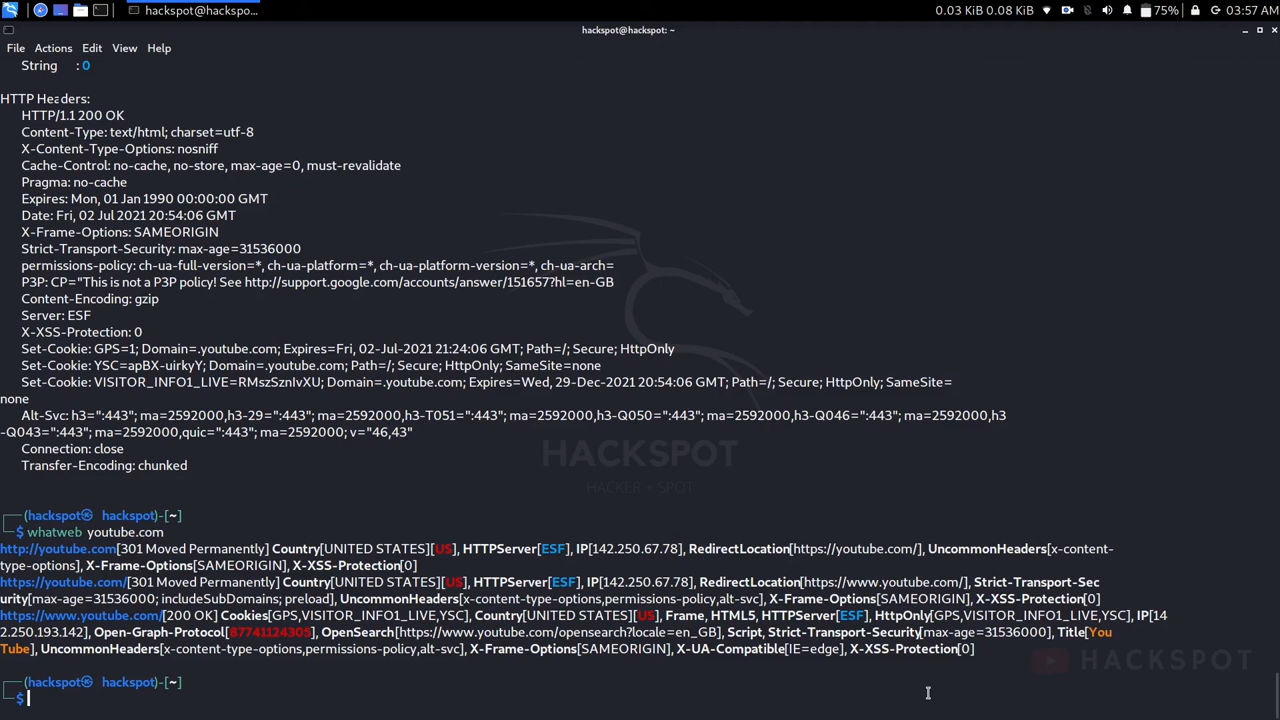 hackspot@hackspo...
0.03 KiB 0.08 KiB 75% 03:57 AM
hackspot@hackspot: ~
File Actions Edit View Help
String : 0
HTTP Headers:
HTTP/1.1 200 OK
Content-Type: text/html; charset=utf-8
X-Content-Type-Options: nosniff
Cache-Control: no-cache, no-store, max-age=0, must-revalidate
Pragma: no-cache
Expires: Mon, 01 Jan 1990 00:00:00 GMT
Date: Fri, 02 Jul 2021 20:54:06 GMT
X-Frame-Options: SAMEORIGIN
Strict-Transport-Security: max-age=31536000
permissions-policy: ch-ua-full-version=*, ch-ua-platform=*, ch-ua-platform-version=*, ch-ua-arch=
P3P: CP="This is not a P3P policy! See http://support.google.com/accounts/answer/151657?hl=en-GB
Content-Encoding: gzip
Server: ESF
X-XSS-Protection: 0
Set-Cookie: GPS=1; Domain=.youtube.com; Expires=Fri, 02-Jul-2021 21:24:06 GMT; Path=/; Secure; HttpOnly
Set-Cookie: YSC=apBX-uirkyY; Domain=.youtube.com; Path=/; Secure; HttpOnly; SameSite=none
Set-Cookie: VISITOR_INFO1_LIVE=RMszSznIvXU; Domain=.youtube.com; Expires=Wed, 29-Dec-2021 20:54:06 GMT; Path=/; Secure; HttpOnly; SameSite=
none
Alt-Svc: h3=":443"; ma=2592000,h3-29=":443"; ma=2592000,h3-T051=":443"; ma=2592000,h3-Q050=":443"; ma=2592000,h3-Q046=":443"; ma=2592000,h3
-Q043=":443"; ma=2592000,quic=":443"; ma=2592000; v="46,43"
Connection: close
HACKSPOT
Transfer-Encoding: chunked
HACKER + SPOT
┌──(hackspot㉿ hackspot)-[~]
└─$ whatweb youtube.com
http://youtube.com[301 Moved Permanently] Country[UNITED STATES][US], HTTPServer[ESF], IP[142.250.67.78], RedirectLocation[https://youtube.com/], UncommonHeaders[x-content-
type-options], X-Frame-Options[SAMEORIGIN], X-XSS-Protection[0]
https://youtube.com/[301 Moved Permanently] Country[UNITED STATES][US], HTTPServer[ESF], IP[142.250.67.78], RedirectLocation[https://www.youtube.com/], Strict-Transport-Sec
urity[max-age=31536000; includeSubDomains; preload], UncommonHeaders[x-content-type-options,permissions-policy,alt-svc], X-Frame-Options[SAMEORIGIN], X-XSS-Protection[0]
https://www.youtube.com/[200 OK] Cookies[GPS,VISITOR_INFO1_LIVE,YSC], Country[UNITED STATES][US], Frame, HTML5, HTTPServer[ESF], HttpOnly[GPS,VISITOR_INFO1_LIVE,YSC], IP[14
2.250.193.142], Open-Graph-Protocol[87741124305], OpenSearch[https://www.youtube.com/opensearch?locale=en_GB], Script, Strict-Transport-Security[max-age=31536000], Title[You
Tube], UncommonHeaders[x-content-type-options,permissions-policy,alt-svc], X-Frame-Options[SAMEORIGIN], X-UA-Compatible[IE=edge], X-XSS-Protection[0]
HACKSPOT
┌──(hackspot㉿ hackspot)-[~]
└─$